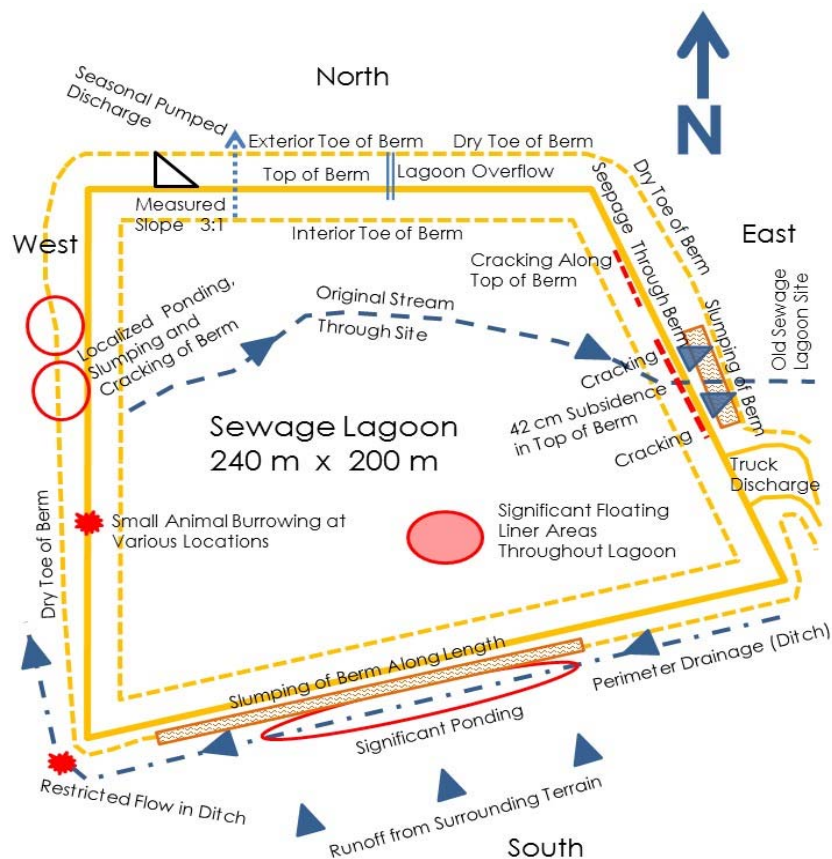 North
N
Seasonal Pumped
Discharge
Exterior Toe of Berm
Dry Toe of Berm
Top of Berm
Lagoon Overflow
Measured
Slope 3:1
Interior Toe of Berm
West
East
Dry Toe of Berm
Seepage Through Berm
Slumping of Berm
Old Sewage
Lagoon Site
Cracking Along
Top of Berm
Original Stream
Through Site
Localized Ponding,
Slumping and
Cracking of Berm
Cracking
42 cm Subsidence
in Top of Berm
Cracking
Sewage Lagoon
240 m x 200 m
Truck
Discharge
Small Animal Burrowing at
Various Locations
Significant Floating
Liner Areas
Throughout Lagoon
Dry Toe of Berm
Slumping of Berm Along Length
Perimeter Drainage (Ditch)
Significant Ponding
Restricted Flow in Ditch
Runoff from Surrounding Terrain
South